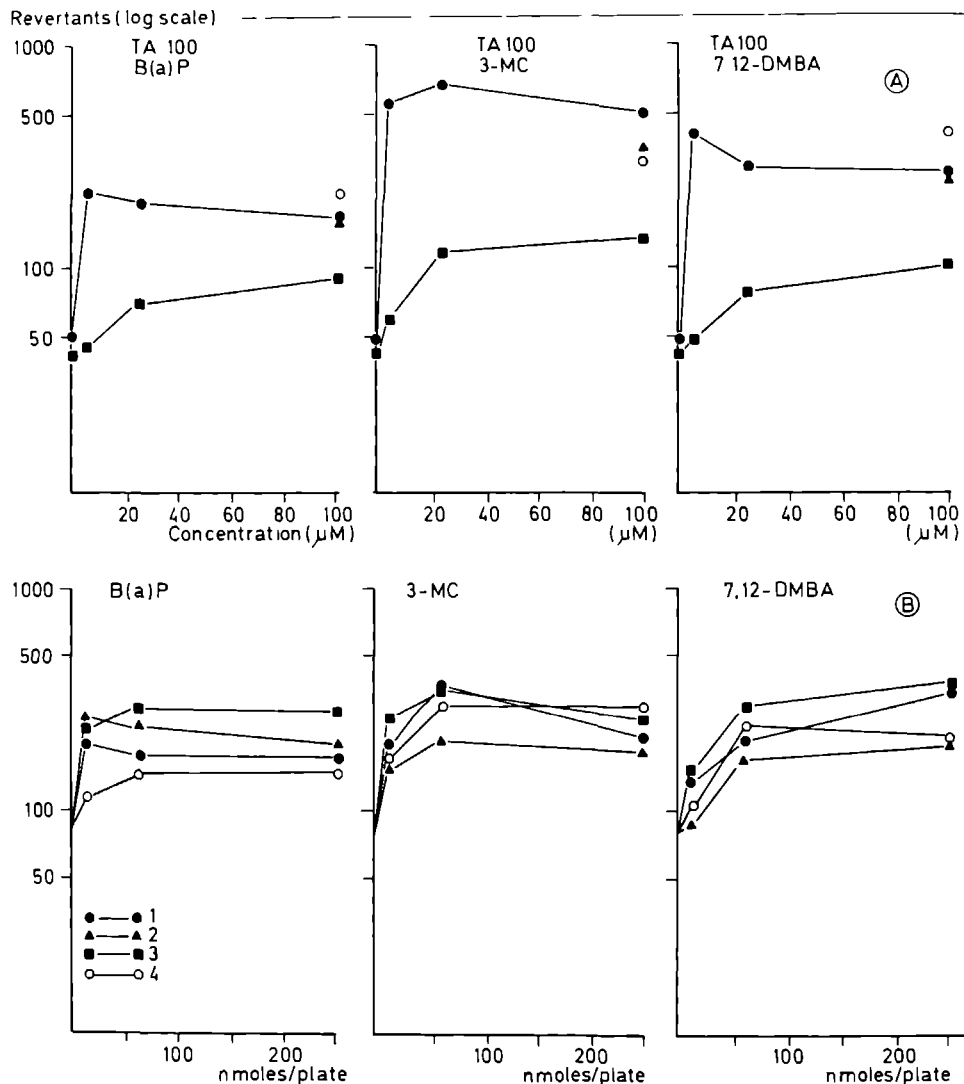 Revertants (log scale)
TA 100
B(a)P
TA 100
3-MC
TA 100
7 12-DMBA
A
1000
500
100
50
20 40 60 80 100
Concentration (μM)
20 40 60 80 100
(μM)
20 40 60 80 100
(μM)
B(a)P
3-MC
7,12-DMBA
B
1000
500
100
50
1
2
3
4
100 200
nmoles/plate
100 200
nmoles/plate
100 200
nmoles/plate